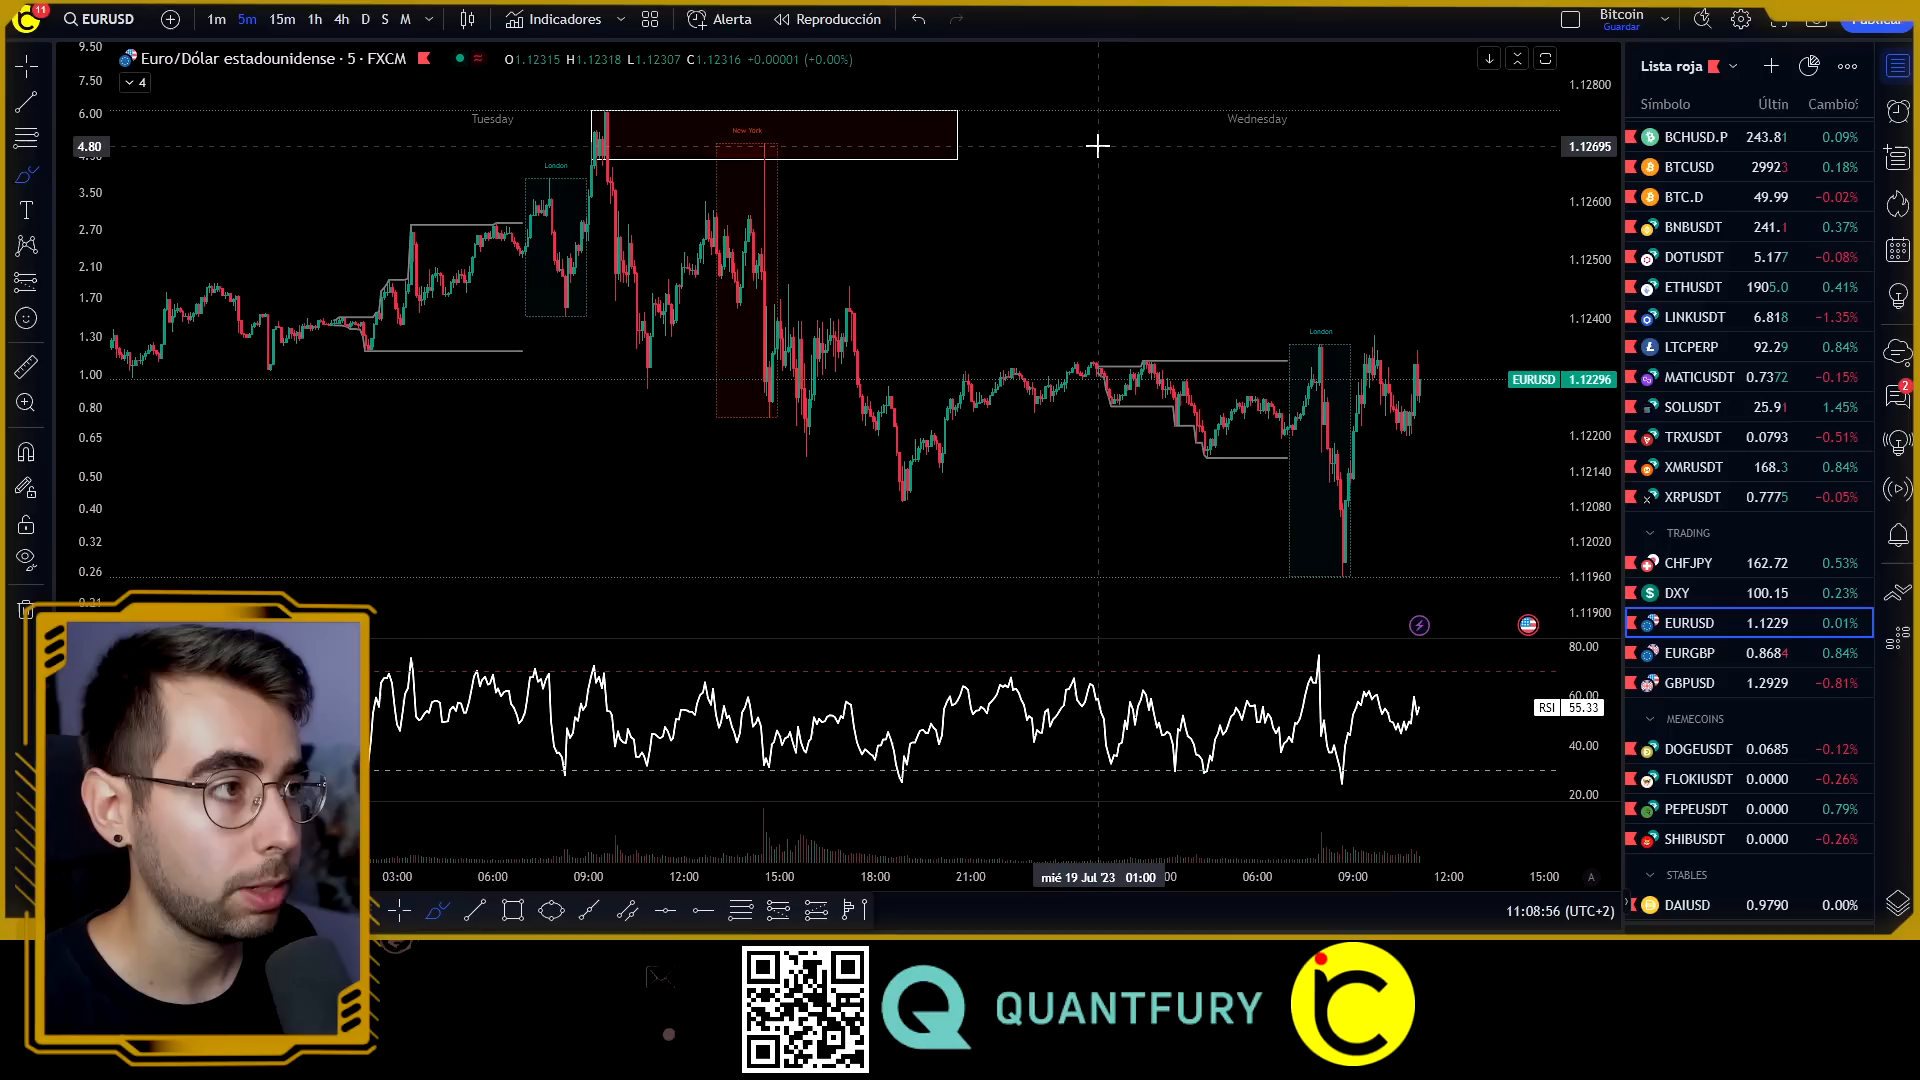 11
EURUSD
1m 5m 15m 1h 4h D S M
Indicadores
Alerta
Reproducción
Bitcoin
Guardar
Publicar
Euro/Dólar estadounidense · 5 · FXCM
O1.12315 H1.12318 L1.12307 C1.12316 +0.00001 (+0.00%)
4
9.50
7.50
6.00
4.80
3.50
2.70
2.10
1.70
1.30
1.00
0.80
0.65
0.50
0.40
0.32
0.26
Tuesday
Wednesday
London
New York
London
1.12800
1.12695
1.12600
1.12500
1.12400
EURUSD 1.12296
1.12200
1.12140
1.12080
1.12020
1.11960
1.11900
80.00
60.00
RSI 55.33
40.00
20.00
03:00 06:00 09:00 12:00 15:00 18:00 21:00 mié 19 Jul '23 01:00 06:00 09:00 12:00 15:00 A
11:08:56 (UTC+2)
Lista roja
Símbolo Últin Cambio%
BCHUSD.P 243.81 0.09%
BTCUSD 29923 0.18%
BTC.D 49.99 −0.02%
BNBUSDT 241.1 0.37%
DOTUSDT 5.177 −0.08%
ETHUSDT 1905.0 0.41%
LINKUSDT 6.818 −1.35%
LTCPERP 92.29 0.84%
MATICUSDT 0.7372 −0.15%
SOLUSDT 25.91 1.45%
TRXUSDT 0.0793 −0.51%
XMRUSDT 168.3 0.84%
XRPUSDT 0.7775 −0.05%
TRADING
CHFJPY 162.72 0.53%
DXY 100.15 0.23%
EURUSD 1.1229 0.01%
EURGBP 0.8684 0.84%
GBPUSD 1.2929 −0.81%
MEMECOINS
DOGEUSDT 0.0685 −0.12%
FLOKIUSDT 0.0000 −0.26%
PEPEUSDT 0.0000 0.79%
SHIBUSDT 0.0000 −0.26%
STABLES
DAIUSD 0.9790 0.00%
2
QUANTFURY